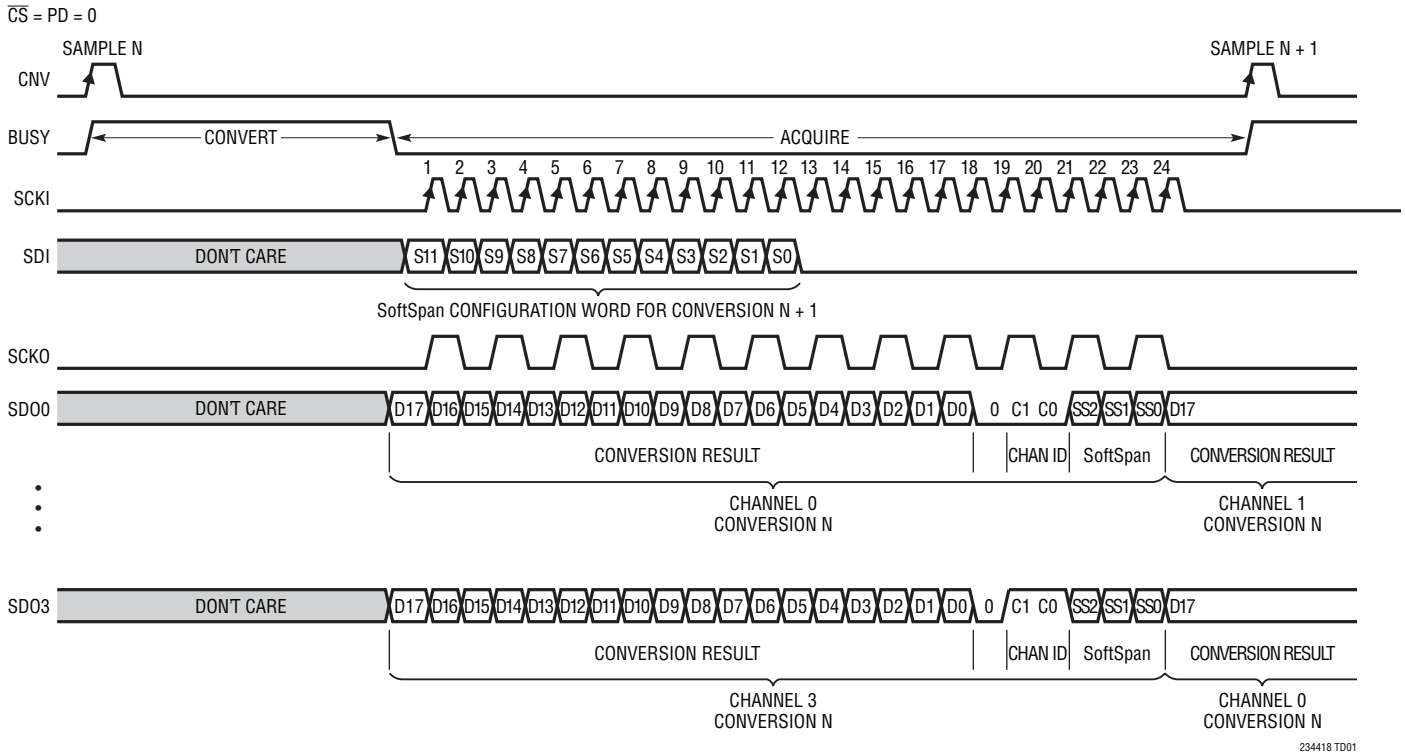 CS = PD = 0
SAMPLE N SAMPLE N + 1
CNV
BUSY CONVERT ACQUIRE
1 2 3 4 5 6 7 8 9 10 11 12 13 14 15 16 17 18 19 20 21 22 23 24
SCKI
SDI DON'T CARE S11 S10 S9 S8 S7 S6 S5 S4 S3 S2 S1 S0
SoftSpan CONFIGURATION WORD FOR CONVERSION N + 1
SCKO
SDO0 DON'T CARE D17 D16 D15 D14 D13 D12 D11 D10 D9 D8 D7 D6 D5 D4 D3 D2 D1 D0 0 C1 C0 SS2 SS1 SS0 D17
CONVERSION RESULT CHAN ID SoftSpan CONVERSION RESULT
CHANNEL 0 CHANNEL 1
CONVERSION N CONVERSION N
SDO3 DON'T CARE D17 D16 D15 D14 D13 D12 D11 D10 D9 D8 D7 D6 D5 D4 D3 D2 D1 D0 0 C1 C0 SS2 SS1 SS0 D17
CONVERSION RESULT CHAN ID SoftSpan CONVERSION RESULT
CHANNEL 3 CHANNEL 0
CONVERSION N CONVERSION N
234418 TD01